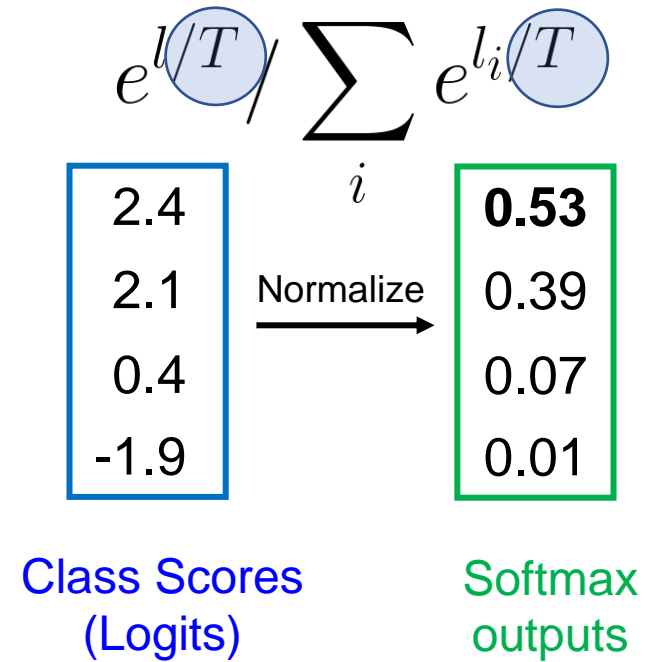 e^{l/T} / ∑_i e^{l_i/T}
2.4 0.53
2.1 Normalize 0.39
0.4 0.07
-1.9 0.01
Class Scores Softmax
(Logits) outputs